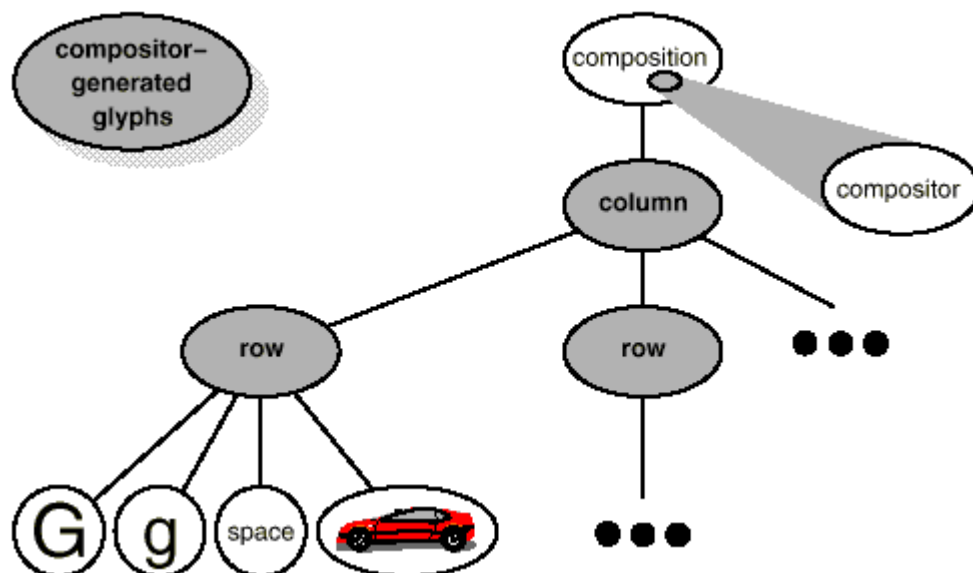 compositor–
generated
glyphs
composition
compositor
column
row
row
G
g
space